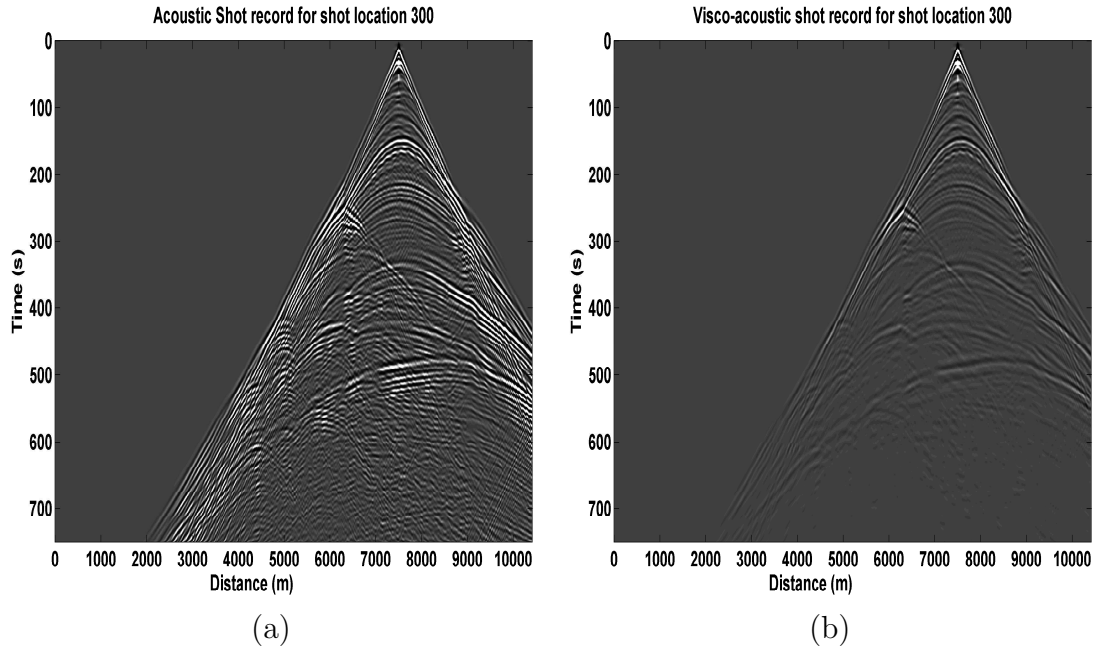 Acoustic Shot record for shot location 300
0
100
200
300
400
500
600
700
Time (s)
0 1000 2000 3000 4000 5000 6000 7000 8000 9000 10000
Distance (m)
(a)
Visco-acoustic shot record for shot location 300
0
100
200
300
400
500
600
700
Time (s)
0 1000 2000 3000 4000 5000 6000 7000 8000 9000 10000
Distance (m)
(b)